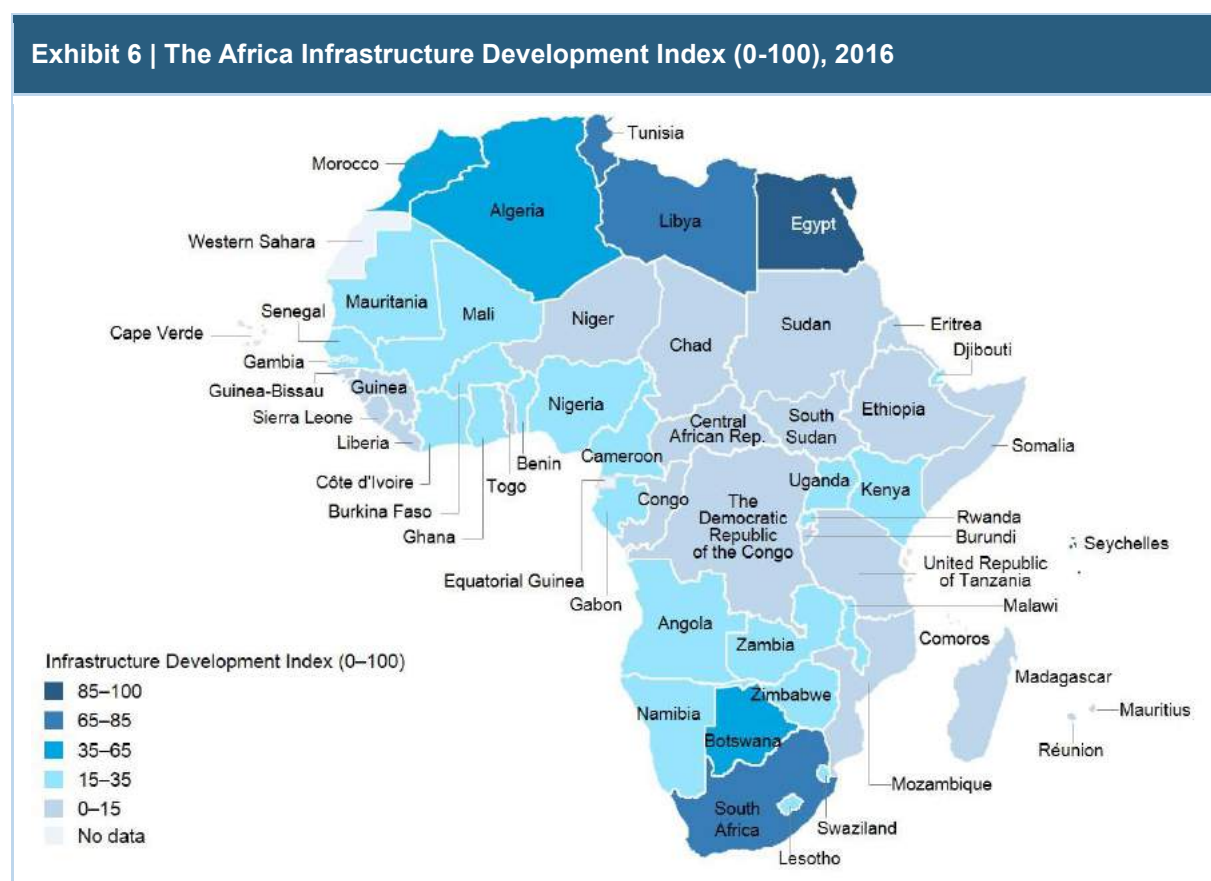 Exhibit 6 | The Africa Infrastructure Development Index (0-100), 2016
Tunisia
Morocco
Algeria
Libya
Egypt
Western Sahara
Mauritania
Mali
Niger
Chad
Sudan
Eritrea
Senegal
Cape Verde
Djibouti
Gambia
Guinea-Bissau
Guinea
Nigeria
Ethiopia
Sierra Leone
Central
African Rep.
South
Sudan
Somalia
Liberia
Benin
Cameroon
Côte d'Ivoire
Togo
Uganda
Kenya
Burkina Faso
Congo
The
Democratic
Republic
of the Congo
Rwanda
Ghana
Burundi
Seychelles
Equatorial Guinea
United Republic
of Tanzania
Gabon
Malawi
Angola
Zambia
Comoros
Infrastructure Development Index (0–100)
85–100
65–85
35–65
15–35
0–15
No data
Madagascar
Zimbabwe
Namibia
Mauritius
Botswana
Réunion
Mozambique
South
Africa
Swaziland
Lesotho